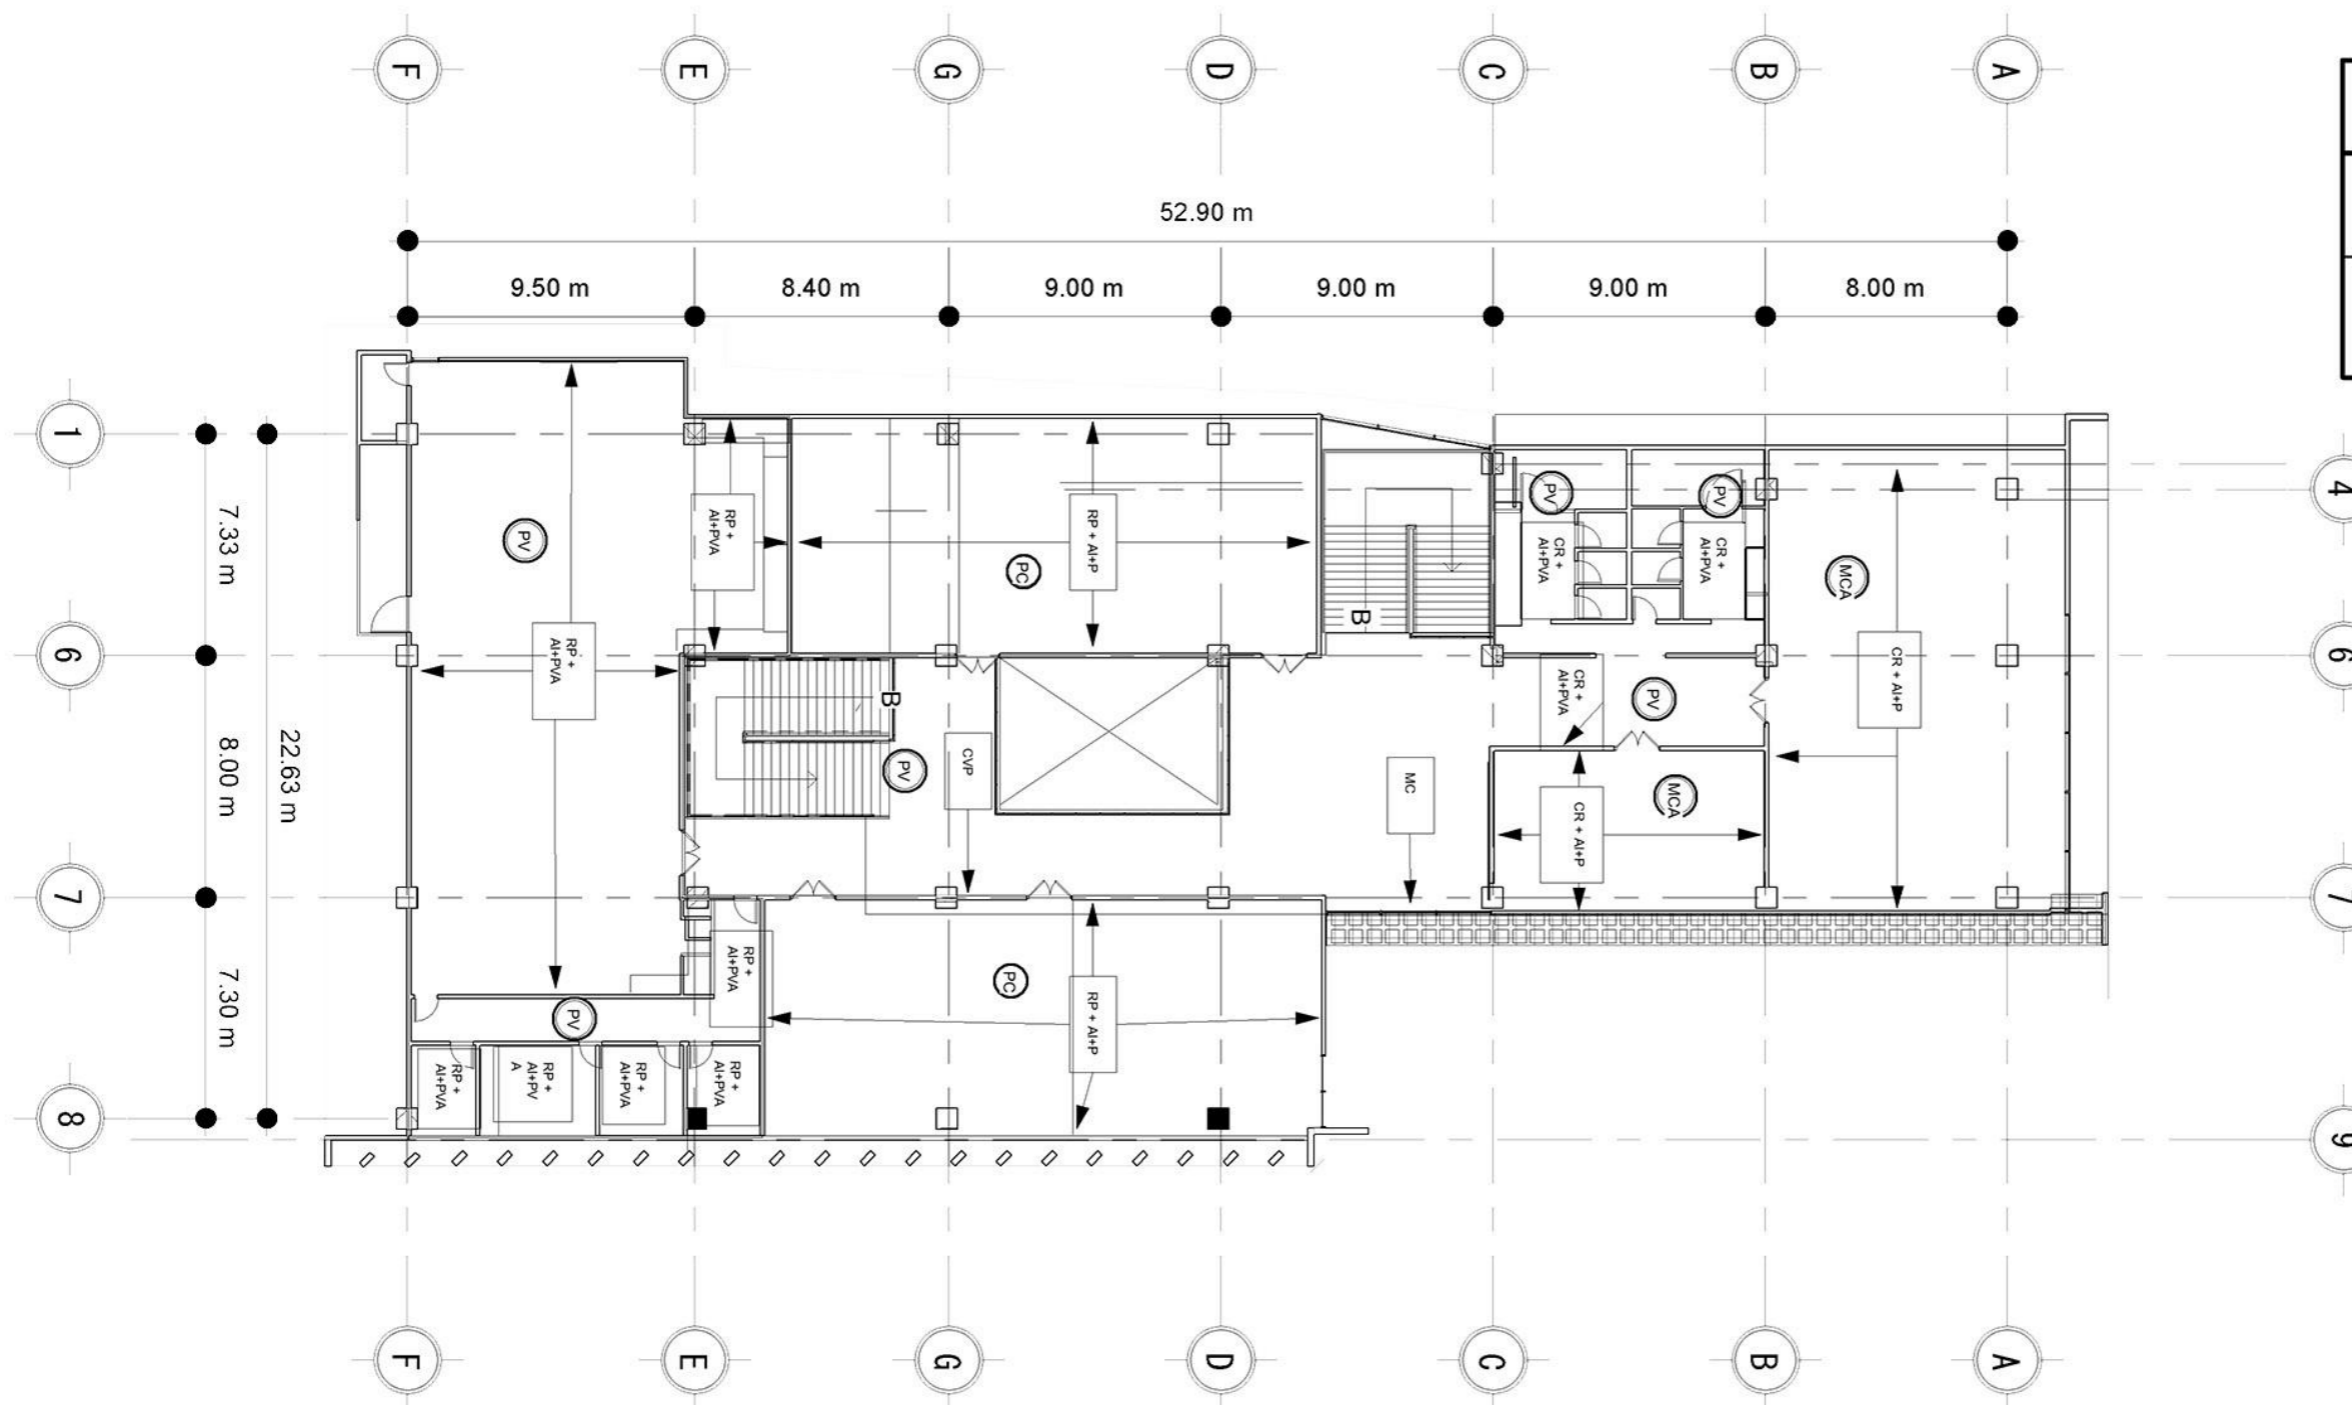 F E G D C B A
52.90 m
9.50 m 8.40 m 9.00 m 9.00 m 9.00 m 8.00 m
1
6
7
8
7.33 m
8.00 m
7.30 m
22.63 m
4
6
7
9
PV
RP +
AI+PVA
RP +
AI+PVA
RP + AI+P
PC
B
PV
CR +
AI+PVA
PV
CR +
AI+PVA
MCA
CR + AI+P
B
PV
CVP
MC
CR +
AI+PVA
PV
MCA
CR + AI+P
RP +
AI+PVA
PC
RP + AI+P
PV
RP +
AI+PVA
RP +
AI+PV
A
RP +
AI+PVA
RP +
AI+PVA
F E G D C B A